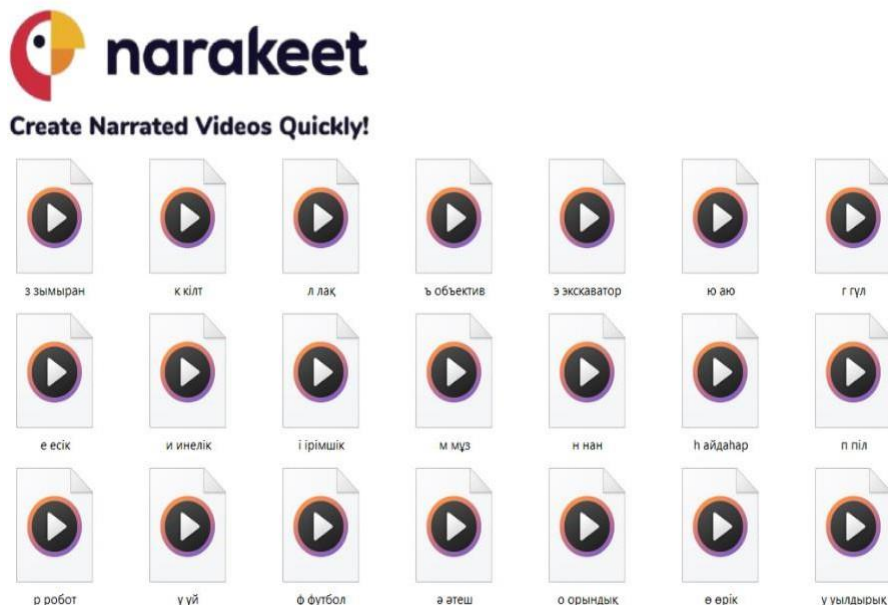 narakeet
Create Narrated Videos Quickly!
з зымыран к кілт л лақ ъ объектив э экскаватор ю аю г гүл
е есік и инелік і ірімшік м мұз н нан һ айдаһар п піл
р робот у үй ф футбол ә әтеш о орындық ө өрік у уылдырық